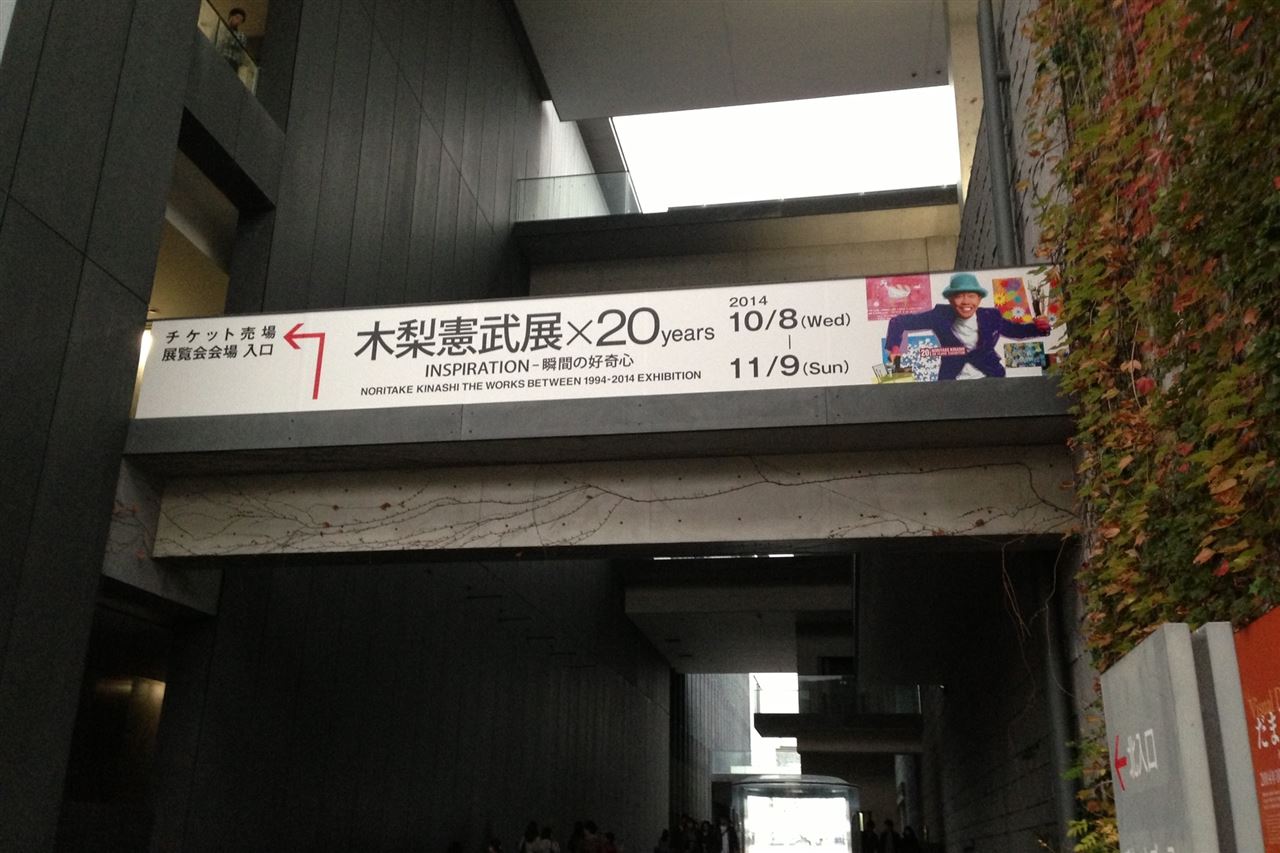 チケット売場
展覧会会場 入口
木梨憲武展×20years
INSPIRATION-瞬間の好奇心
NORITAKE KINASHI THE WORKS BETWEEN 1994-2014 EXHIBITION
2014
10/8(Wed)
|
11/9(Sun)
北入口
だま